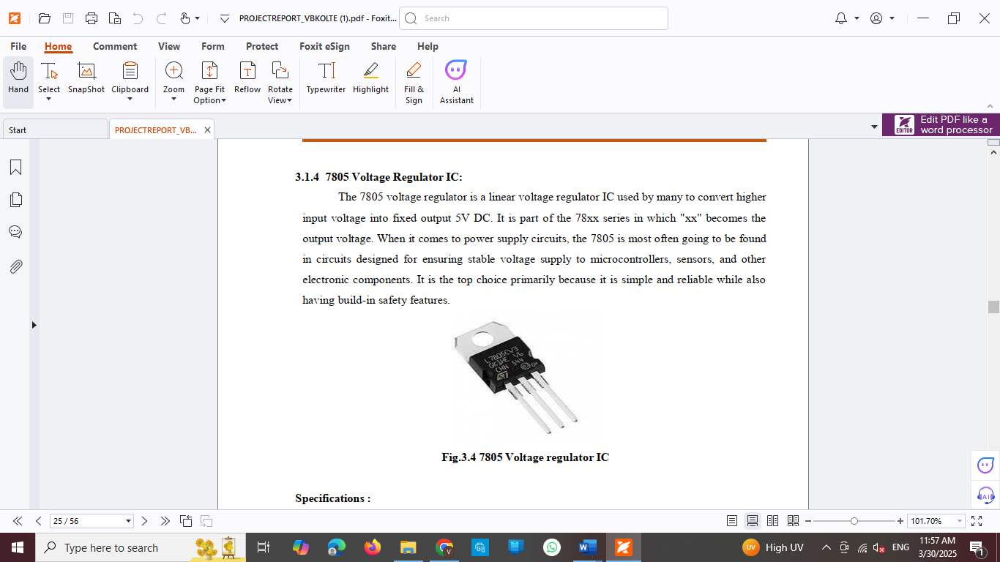 PROJECTREPORT_VBKOLTE (1).pdf - Foxit...
Search
File Home Comment View Form Protect Foxit eSign Share Help
Hand
Select
SnapShot
Clipboard
Zoom
Page Fit
Option
Reflow
Rotate
View
Typewriter
Highlight
Fill &
Sign
AI
Assistant
Start
PROJECTREPORT_VB...
EDITOR
Edit PDF like a
word processor
3.1.4 7805 Voltage Regulator IC:
The 7805 voltage regulator is a linear voltage regulator IC used by many to convert higher
input voltage into fixed output 5V DC. It is part of the 78xx series in which "xx" becomes the
output voltage. When it comes to power supply circuits, the 7805 is most often going to be found
in circuits designed for ensuring stable voltage supply to microcontrollers, sensors, and other
electronic components. It is the top choice primarily because it is simple and reliable while also
having build-in safety features.
L7805CV3
GK1HE V6
CHN 544
ST
Fig.3.4 7805 Voltage regulator IC
Specifications :
AI
25 / 56
101.70%
Type here to search
UV
High UV
ENG
11:57 AM
3/30/2025
1